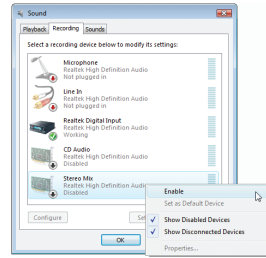 Sound
Playback Recording Sounds
Select a recording device below to modify its settings:
Microphone
Realtek High Definition Audio
Not plugged in
Line In
Realtek High Definition Audio
Not plugged in
Realtek Digital Input
Realtek High Definition Audio
Working
CD Audio
Realtek High Definition Audio
Disabled
Stereo Mix
Realtek High Definition Audio
Disabled
Enable
Set as Default Device
Show Disabled Devices
Show Disconnected Devices
Properties...
Configure
Set
OK